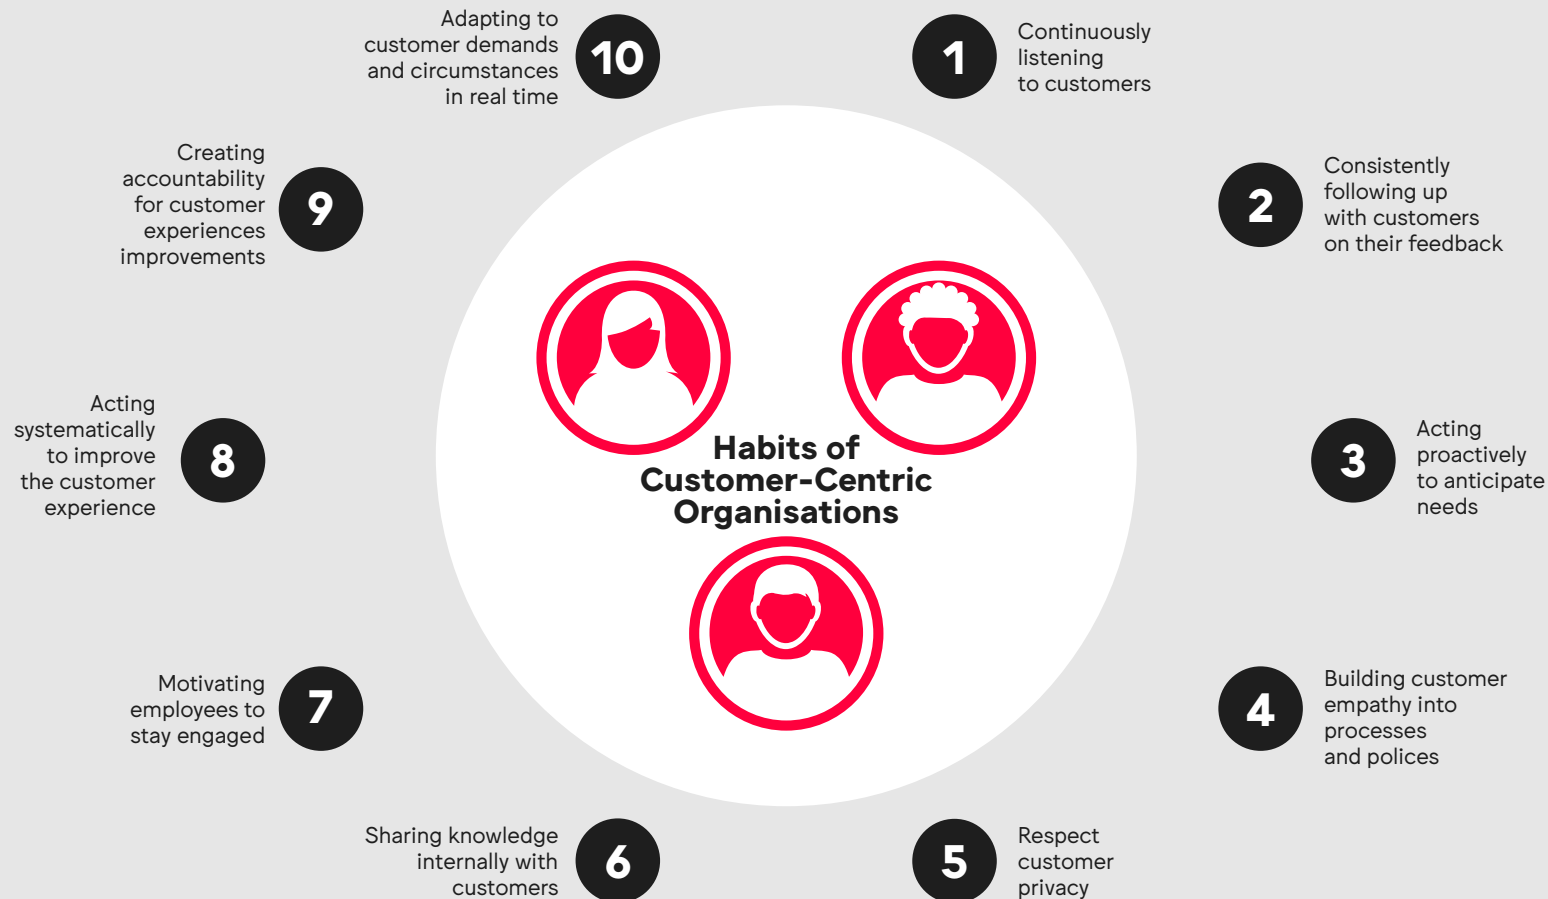 Habits of
Customer-Centric
Organisations
1
Continuously
listening
to customers
2
Consistently
following up
with customers
on their feedback
3
Acting
proactively
to anticipate
needs
4
Building customer
empathy into
processes
and polices
5
Respect
customer
privacy
6
Sharing knowledge
internally with
customers
7
Motivating
employees to
stay engaged
8
Acting
systematically
to improve
the customer
experience
9
Creating
accountability
for customer
experiences
improvements
10
Adapting to
customer demands
and circumstances
in real time